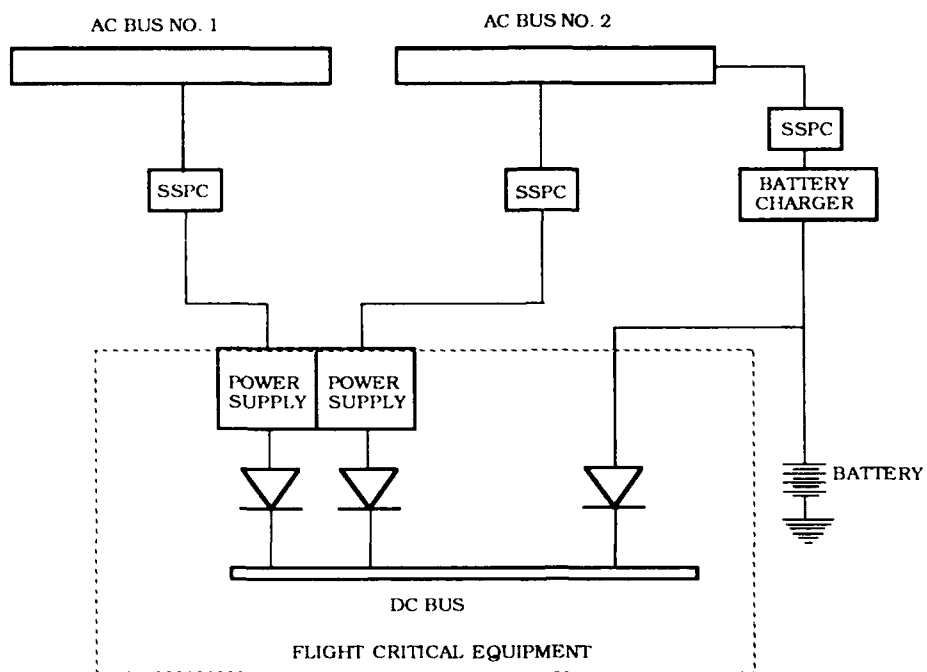 AC BUS NO. 1
AC BUS NO. 2
SSPC
SSPC
SSPC
BATTERY
CHARGER
POWER
SUPPLY
POWER
SUPPLY
BATTERY
DC BUS
FLIGHT CRITICAL EQUIPMENT